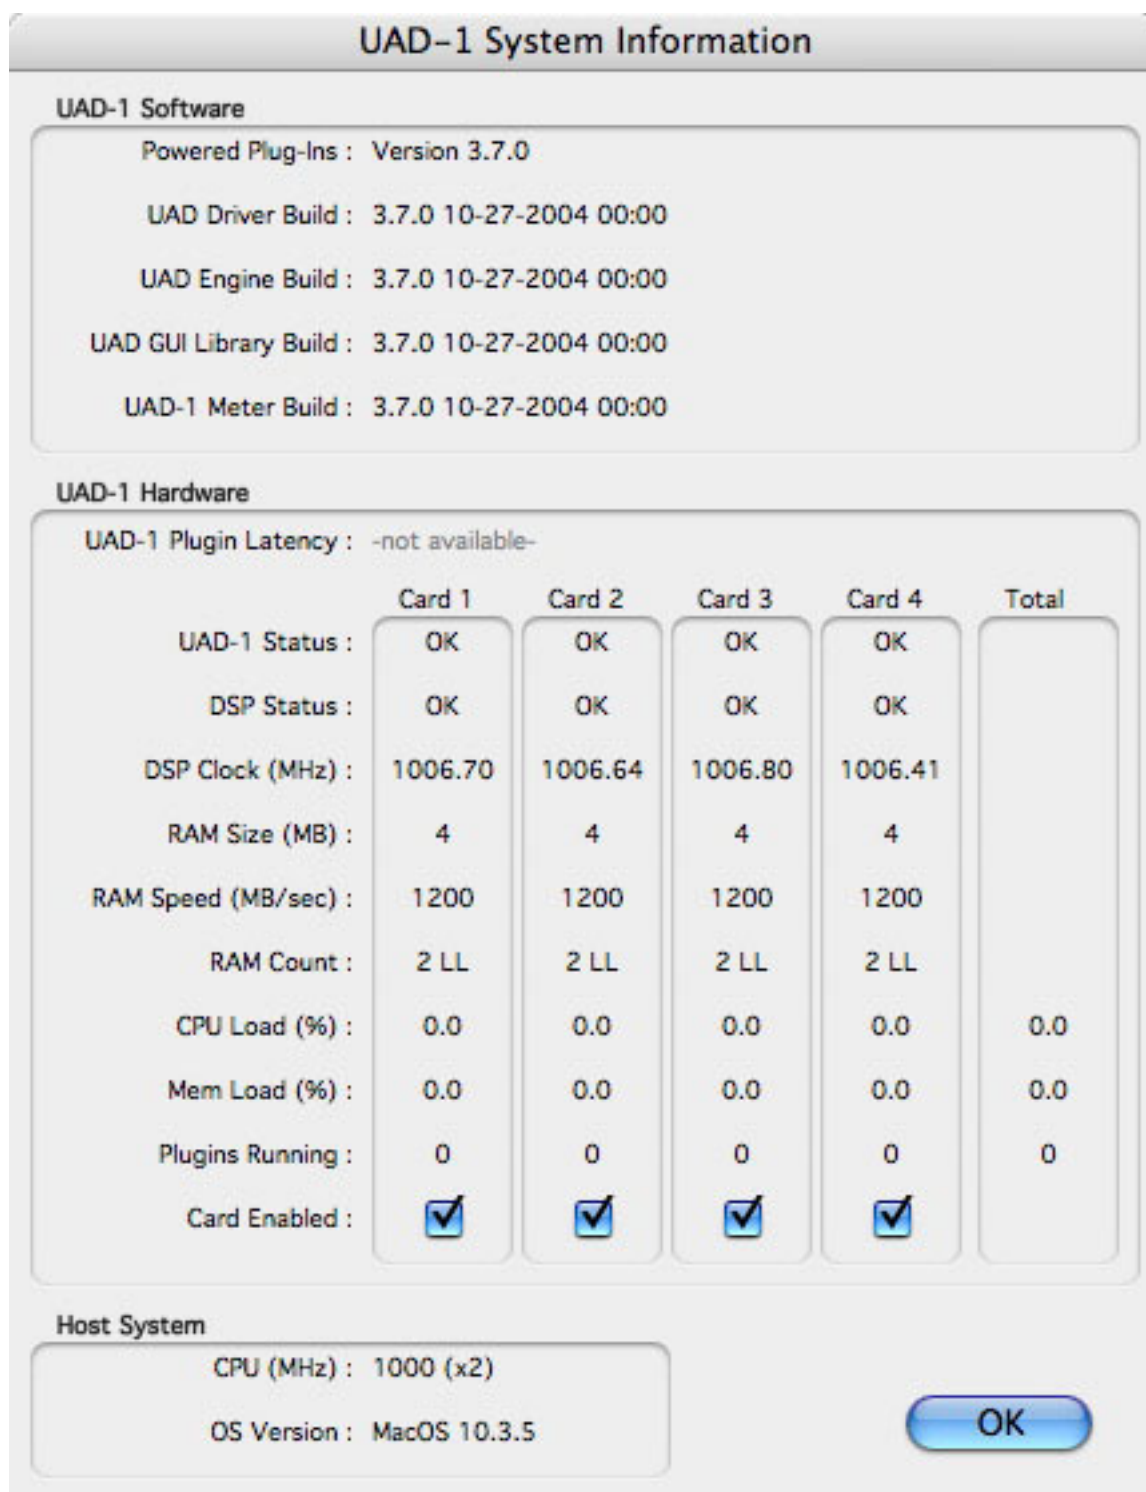 UAD-1 System Information
UAD-1 Software
Powered Plug-Ins : Version 3.7.0
UAD Driver Build : 3.7.0 10-27-2004 00:00
UAD Engine Build : 3.7.0 10-27-2004 00:00
UAD GUI Library Build : 3.7.0 10-27-2004 00:00
UAD-1 Meter Build : 3.7.0 10-27-2004 00:00
UAD-1 Hardware
UAD-1 Plugin Latency : -not available-
Card 1 Card 2 Card 3 Card 4 Total
UAD-1 Status : OK OK OK OK
DSP Status : OK OK OK OK
DSP Clock (MHz) : 1006.70 1006.64 1006.80 1006.41
RAM Size (MB) : 4 4 4 4
RAM Speed (MB/sec) : 1200 1200 1200 1200
RAM Count : 2 LL 2 LL 2 LL 2 LL
CPU Load (%) : 0.0 0.0 0.0 0.0 0.0
Mem Load (%) : 0.0 0.0 0.0 0.0 0.0
Plugins Running : 0 0 0 0 0
Card Enabled :
Host System
CPU (MHz) : 1000 (x2)
OS Version : MacOS 10.3.5
OK